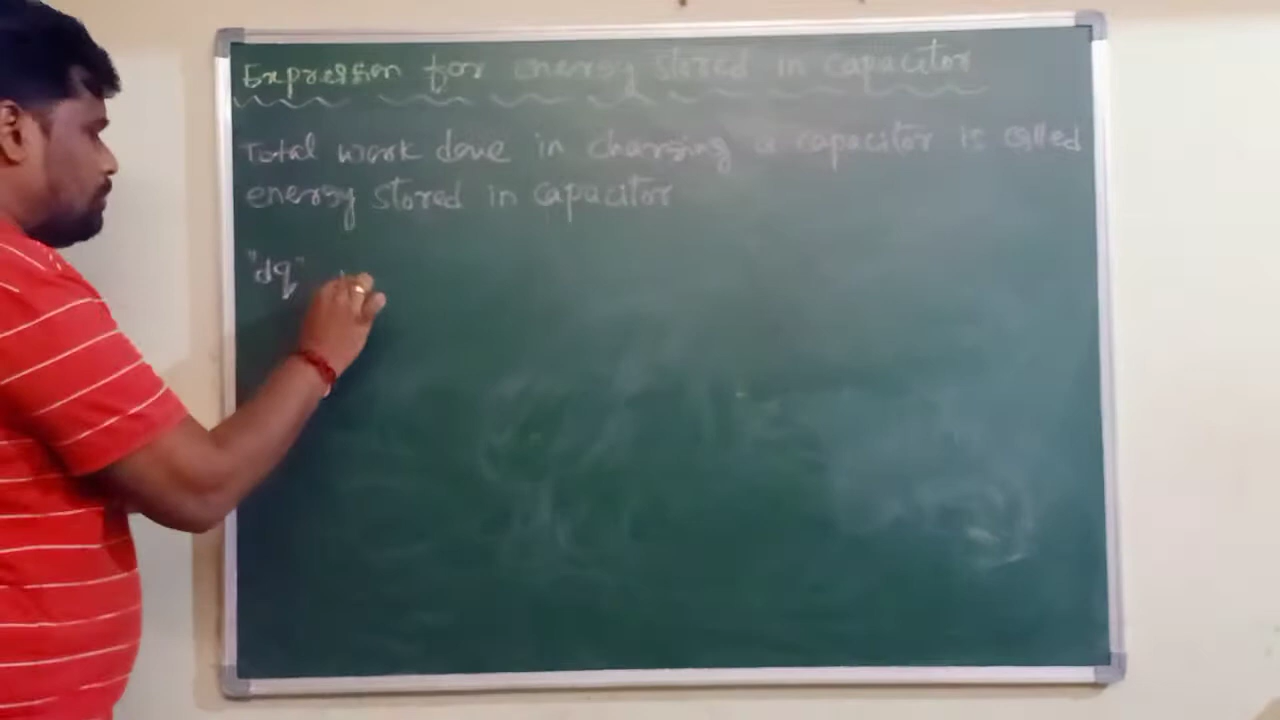 Expression for energy stored in capacitor
Total work done in charging a capacitor is called
energy stored in capacitor
"dq"